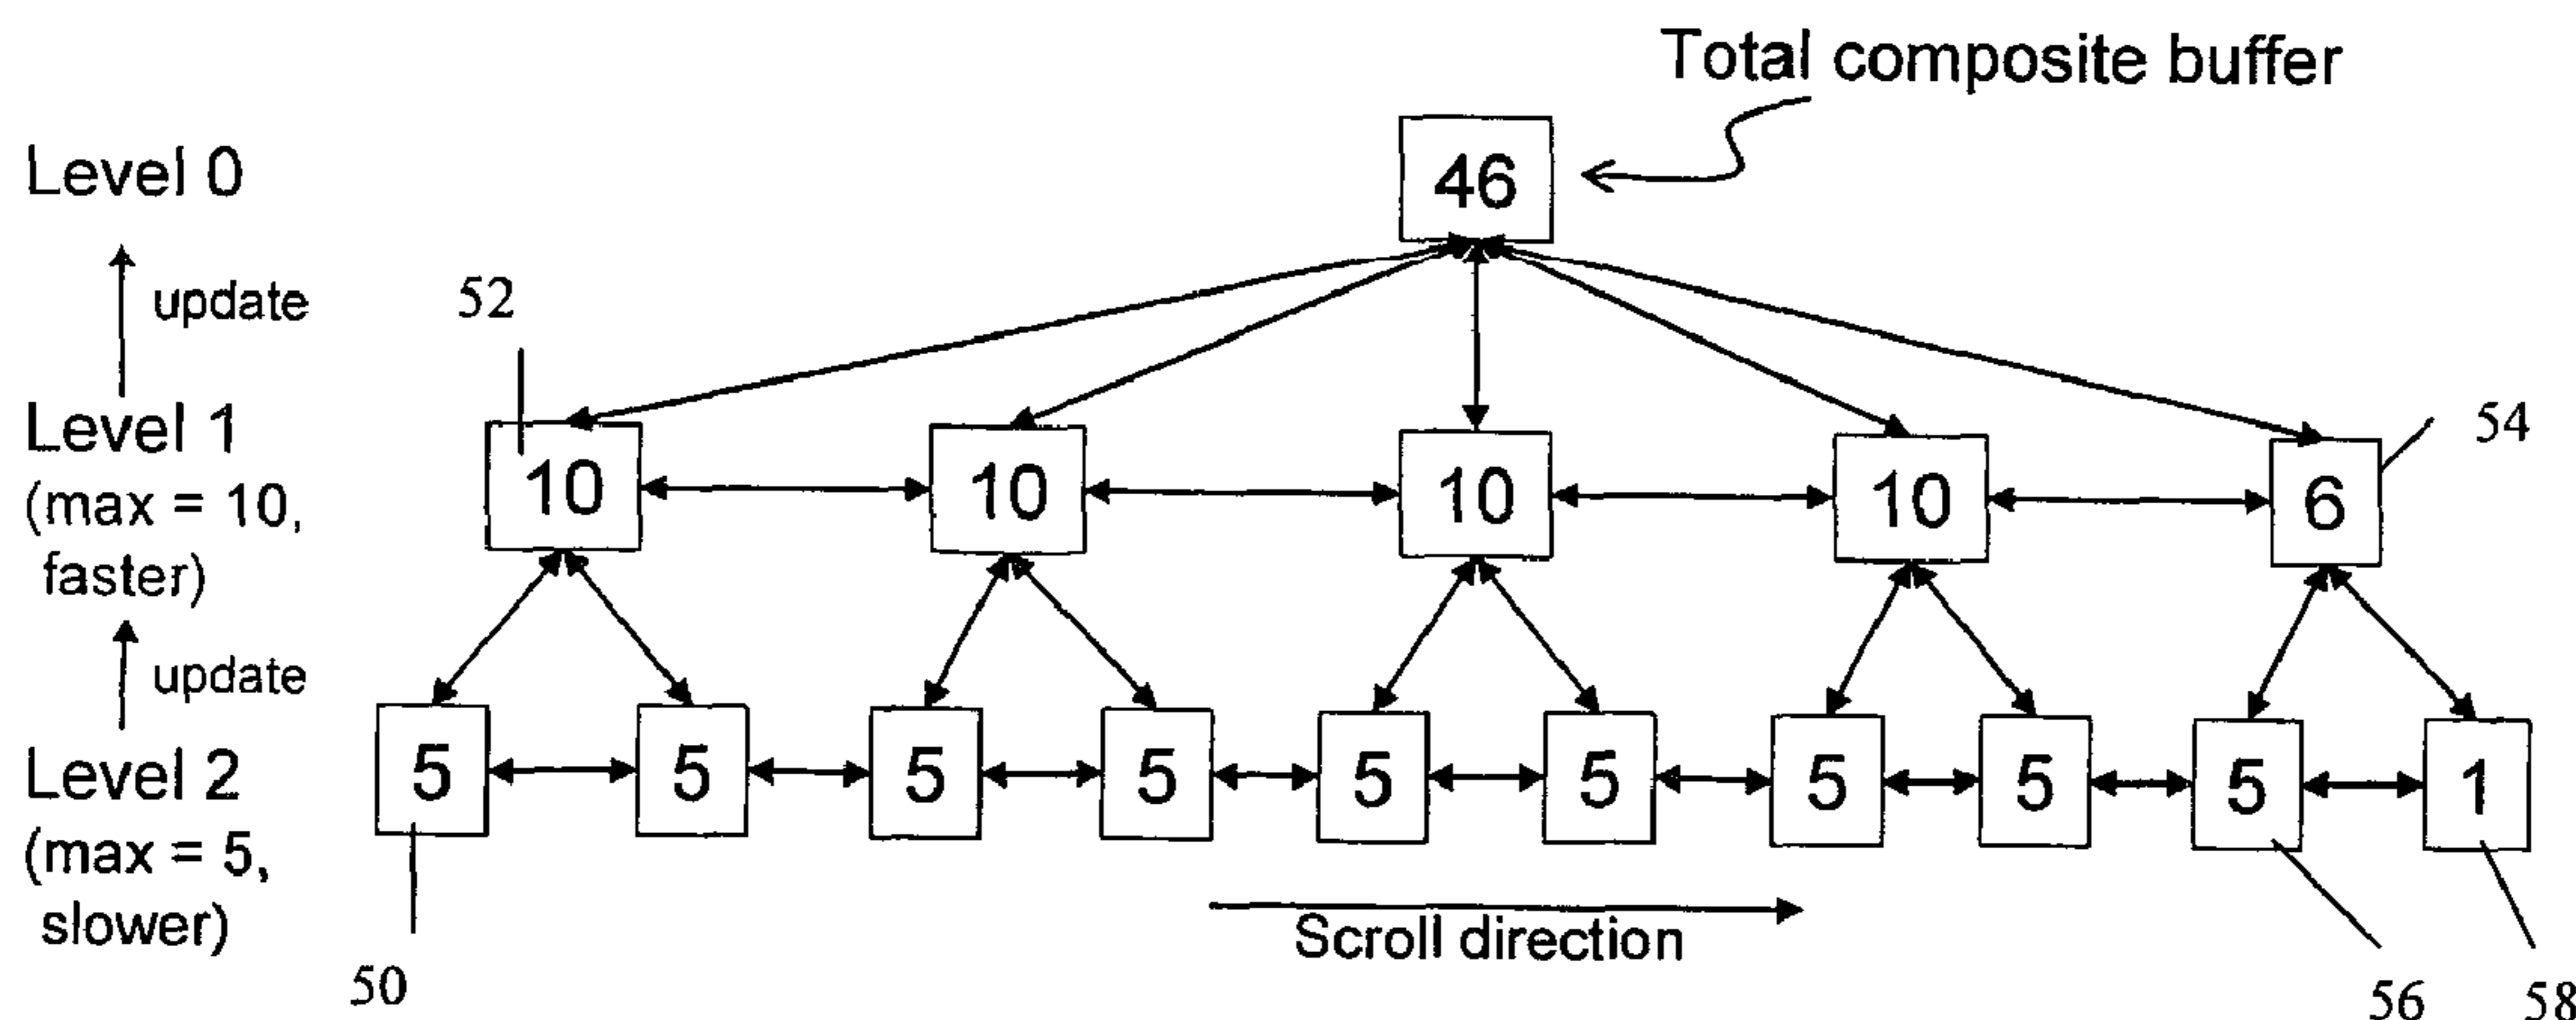 Total composite buffer
Level 0
46
update
52
Level 1
(max = 10,
faster)
10
10
10
10
6
54
update
Level 2
(max = 5,
slower)
5
5
5
5
5
5
5
5
5
1
Scroll direction
50
56
58